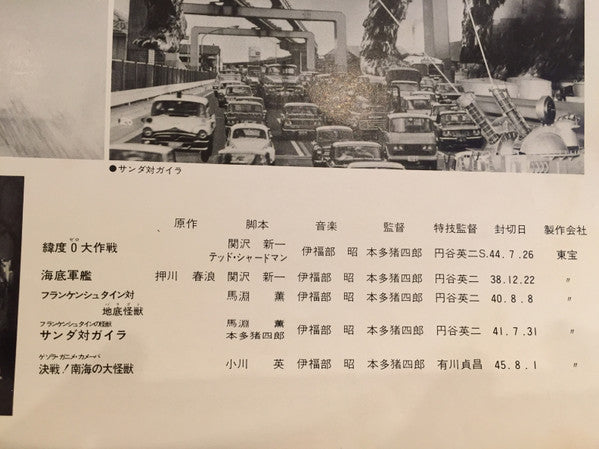 ●サンダ対ガイラ
原作 脚本 音楽 監督 特技監督 封切日 製作会社
ゼロ
緯度0大作戦 関沢 新一 テッド・シャードマン 伊福部 昭 本多猪四郎 円谷英二 S.44.7.26 東宝
海底軍艦 押川 春浪 関沢 新一 伊福部 昭 本多猪四郎 円谷英二 38.12.22 〃
フランケンシュタイン対 馬淵 薫 伊福部 昭 本多猪四郎 円谷英二 40.8.8 〃
バラゴン
地底怪獣
フランケンシュタインの怪獣 馬淵 薫
サンダ対ガイラ 本多猪四郎 伊福部 昭 本多猪四郎 円谷英二 41.7.31 〃
ゲゾラ・ガニメ・カメーバ
決戦!南海の大怪獣 小川 英 伊福部 昭 本多猪四郎 有川貞昌 45.8.1 〃